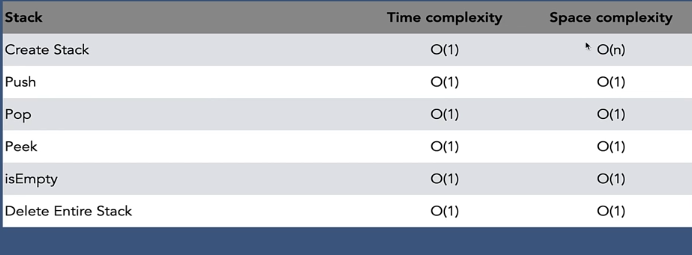 Stack Time complexity Space complexity
Create Stack O(1) O(n)
Push O(1) O(1)
Pop O(1) O(1)
Peek O(1) O(1)
isEmpty O(1) O(1)
Delete Entire Stack O(1) O(1)